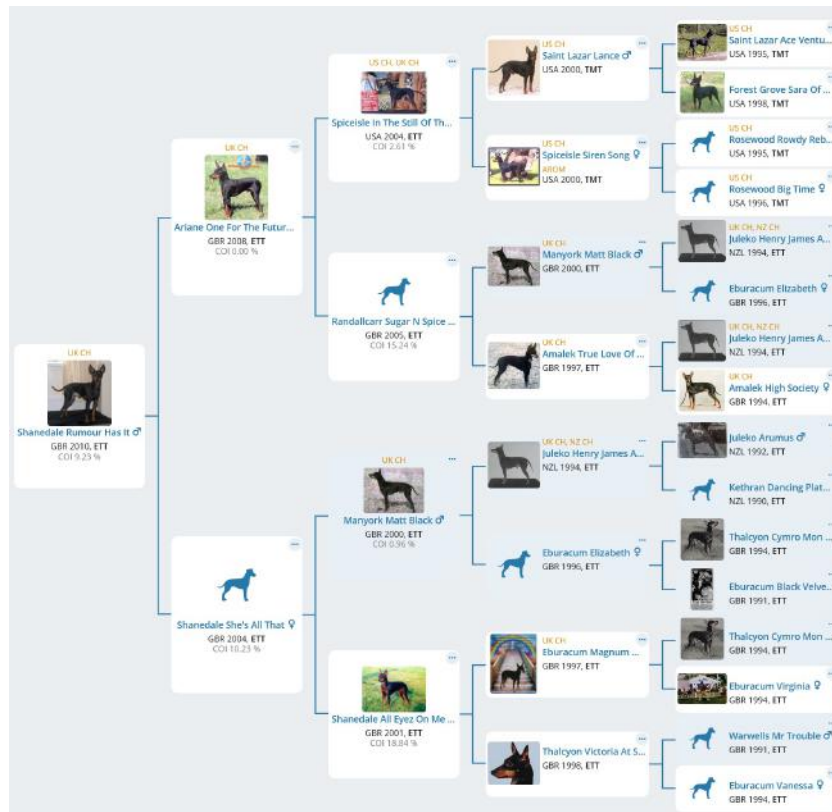 UK CH
Shanedale Rumour Has It ♂
GBR 2010, ETT
COI 9.23 %
UK CH
Ariane One For The Futur...
GBR 2008, ETT
COI 0.00 %
Shanedale She's All That ♀
GBR 2004, ETT
COI 10.23 %
US CH, UK CH
Spiceisle In The Still Of Th...
USA 2004, ETT
COI 2.61 %
Randallcarr Sugar N Spice ...
GBR 2005, ETT
COI 15.24 %
UK CH
Manyork Matt Black ♂
GBR 2000, ETT
COI 0.96 %
Shanedale All Eyez On Me ...
GBR 2001, ETT
COI 18.84 %
US CH
Saint Lazar Lance ♂
USA 2000, TMT
US CH
Spiceisle Siren Song ♀
AROM
USA 2000, TMT
UK CH
Manyork Matt Black ♂
GBR 2000, ETT
UK CH
Amalek True Love Of ...
GBR 1997, ETT
UK CH, NZ CH
Juleko Henry James A...
NZL 1994, ETT
Eburacum Elizabeth ♀
GBR 1996, ETT
UK CH
Eburacum Magnum ...
GBR 1997, ETT
Thalcyon Victoria At S...
GBR 1998, ETT
US CH
Saint Lazar Ace Ventu...
USA 1995, TMT
Forest Grove Sara Of ...
USA 1998, TMT
US CH
Rosewood Rowdy Reb...
USA 1995, TMT
US CH
Rosewood Big Time ♀
USA 1996, TMT
UK CH, NZ CH
Juleko Henry James A...
NZL 1994, ETT
Eburacum Elizabeth ♀
GBR 1996, ETT
UK CH, NZ CH
Juleko Henry James A...
NZL 1994, ETT
UK CH
Amalek High Society ♀
GBR 1994, ETT
Juleko Arumus ♂
NZL 1992, ETT
Kethran Dancing Plat...
NZL 1990, ETT
Thalcyon Cymro Mon ...
GBR 1994, ETT
Eburacum Black Velve...
GBR 1991, ETT
Thalcyon Cymro Mon ...
GBR 1994, ETT
Eburacum Virginia ♀
GBR 1994, ETT
Warwells Mr Trouble ♂
GBR 1991, ETT
Eburacum Vanessa ♀
GBR 1994, ETT